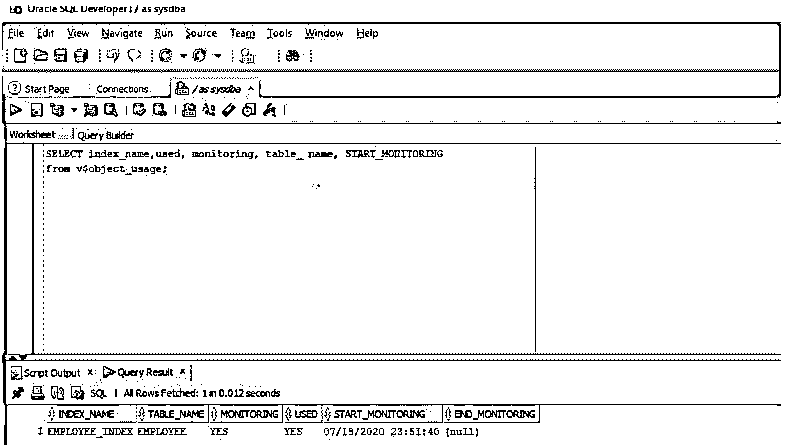 Oracle SQL Developer : / as sysdba
File Edit View Navigate Run Source Team Tools Window Help
Start Page Connections / as sysdba
Worksheet Query Builder
SELECT index_name,used, monitoring, table_ name, START_MONITORING
from v$object_usage;
Script Output x Query Result x
SQL | All Rows Fetched: 1 in 0.012 seconds
INDEX_NAME TABLE_NAME MONITORING USED START_MONITORING END_MONITORING
1 EMPLOYEE_INDEX EMPLOYEE YES YES 07/19/2020 23:51:40 (null)